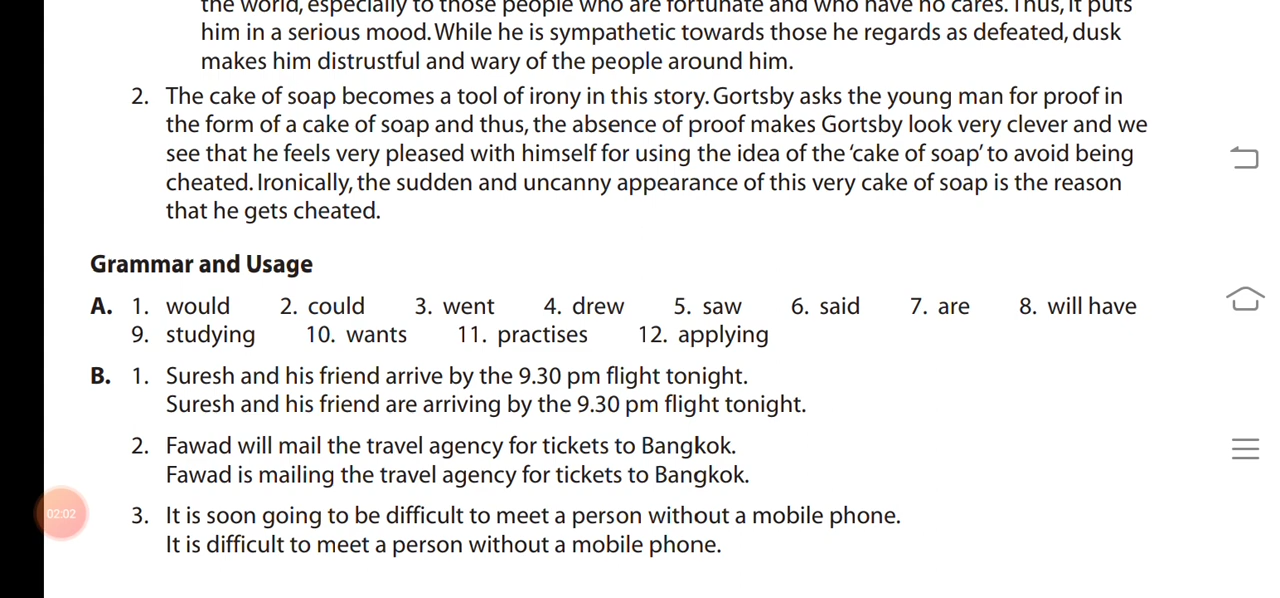 the world, especially to those people who are fortunate and who have no cares. Thus, it puts
him in a serious mood. While he is sympathetic towards those he regards as defeated, dusk
makes him distrustful and wary of the people around him.
2. The cake of soap becomes a tool of irony in this story. Gortsby asks the young man for proof in
the form of a cake of soap and thus, the absence of proof makes Gortsby look very clever and we
see that he feels very pleased with himself for using the idea of the ‘cake of soap’ to avoid being
cheated. Ironically, the sudden and uncanny appearance of this very cake of soap is the reason
that he gets cheated.
Grammar and Usage
A. 1. would 2. could 3. went 4. drew 5. saw 6. said 7. are 8. will have
9. studying 10. wants 11. practises 12. applying
B. 1. Suresh and his friend arrive by the 9.30 pm flight tonight.
Suresh and his friend are arriving by the 9.30 pm flight tonight.
2. Fawad will mail the travel agency for tickets to Bangkok.
Fawad is mailing the travel agency for tickets to Bangkok.
02:02
3. It is soon going to be difficult to meet a person without a mobile phone.
It is difficult to meet a person without a mobile phone.